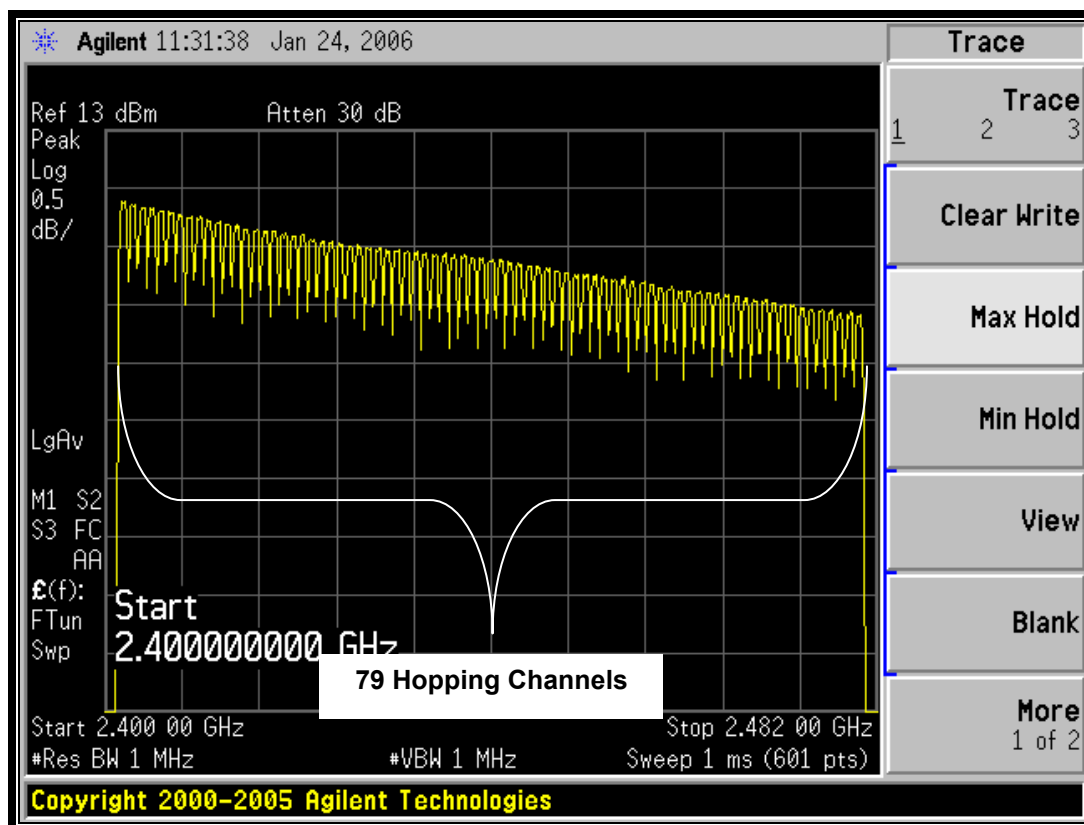 Agilent 11:31:38 Jan 24, 2006
Trace
Ref 13 dBm Atten 30 dB
Peak
Log
0.5
dB/
LgAv
M1 S2
S3 FC
AA
£(f):
FTun
Swp
Start
2.400000000 GHz
79 Hopping Channels
Start 2.400 00 GHz Stop 2.482 00 GHz
#Res BW 1 MHz #VBW 1 MHz Sweep 1 ms (601 pts)
Copyright 2000-2005 Agilent Technologies
Trace
1 2 3
Clear Write
Max Hold
Min Hold
View
Blank
More
1 of 2